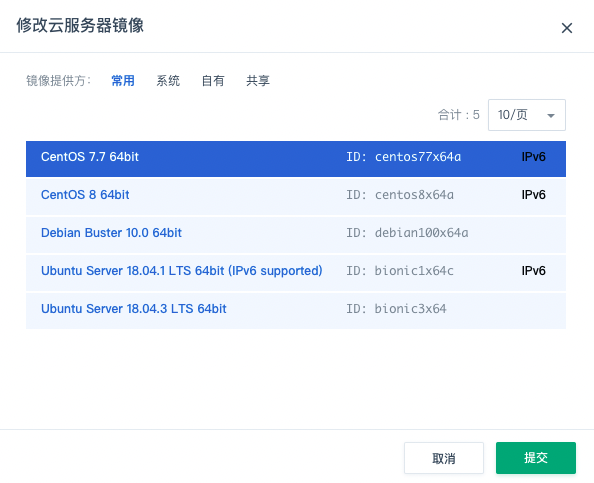 修改云服务器镜像
镜像提供方： 常用 系统 自有 共享
合计 : 5 10/页
CentOS 7.7 64bit ID: centos77x64a IPv6
CentOS 8 64bit ID: centos8x64a IPv6
Debian Buster 10.0 64bit ID: debian100x64a
Ubuntu Server 18.04.1 LTS 64bit (IPv6 supported) ID: bionic1x64c IPv6
Ubuntu Server 18.04.3 LTS 64bit ID: bionic3x64
取消 提交